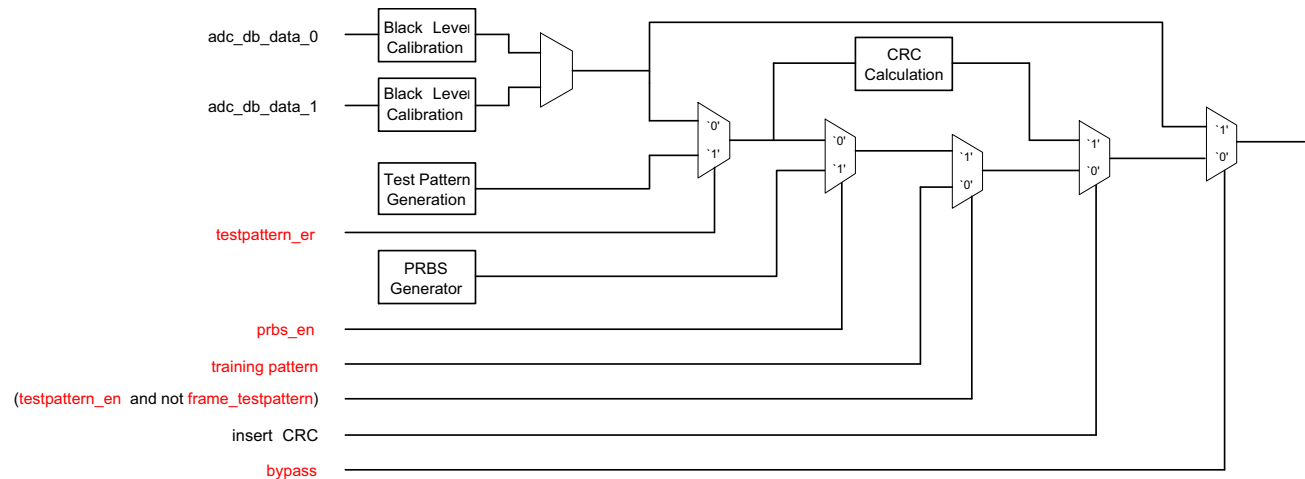 adc_db_data_0
Black Level
Calibration
CRC
Calculation
adc_db_data_1
Black Level
Calibration
`0'
`1'
`0'
`1'
`1'
`0'
`1'
`0'
`1'
`0'
Test Pattern
Generation
testpattern_er
PRBS
Generator
prbs_en
training pattern
(testpattern_en and not frame_testpattern)
insert CRC
bypass